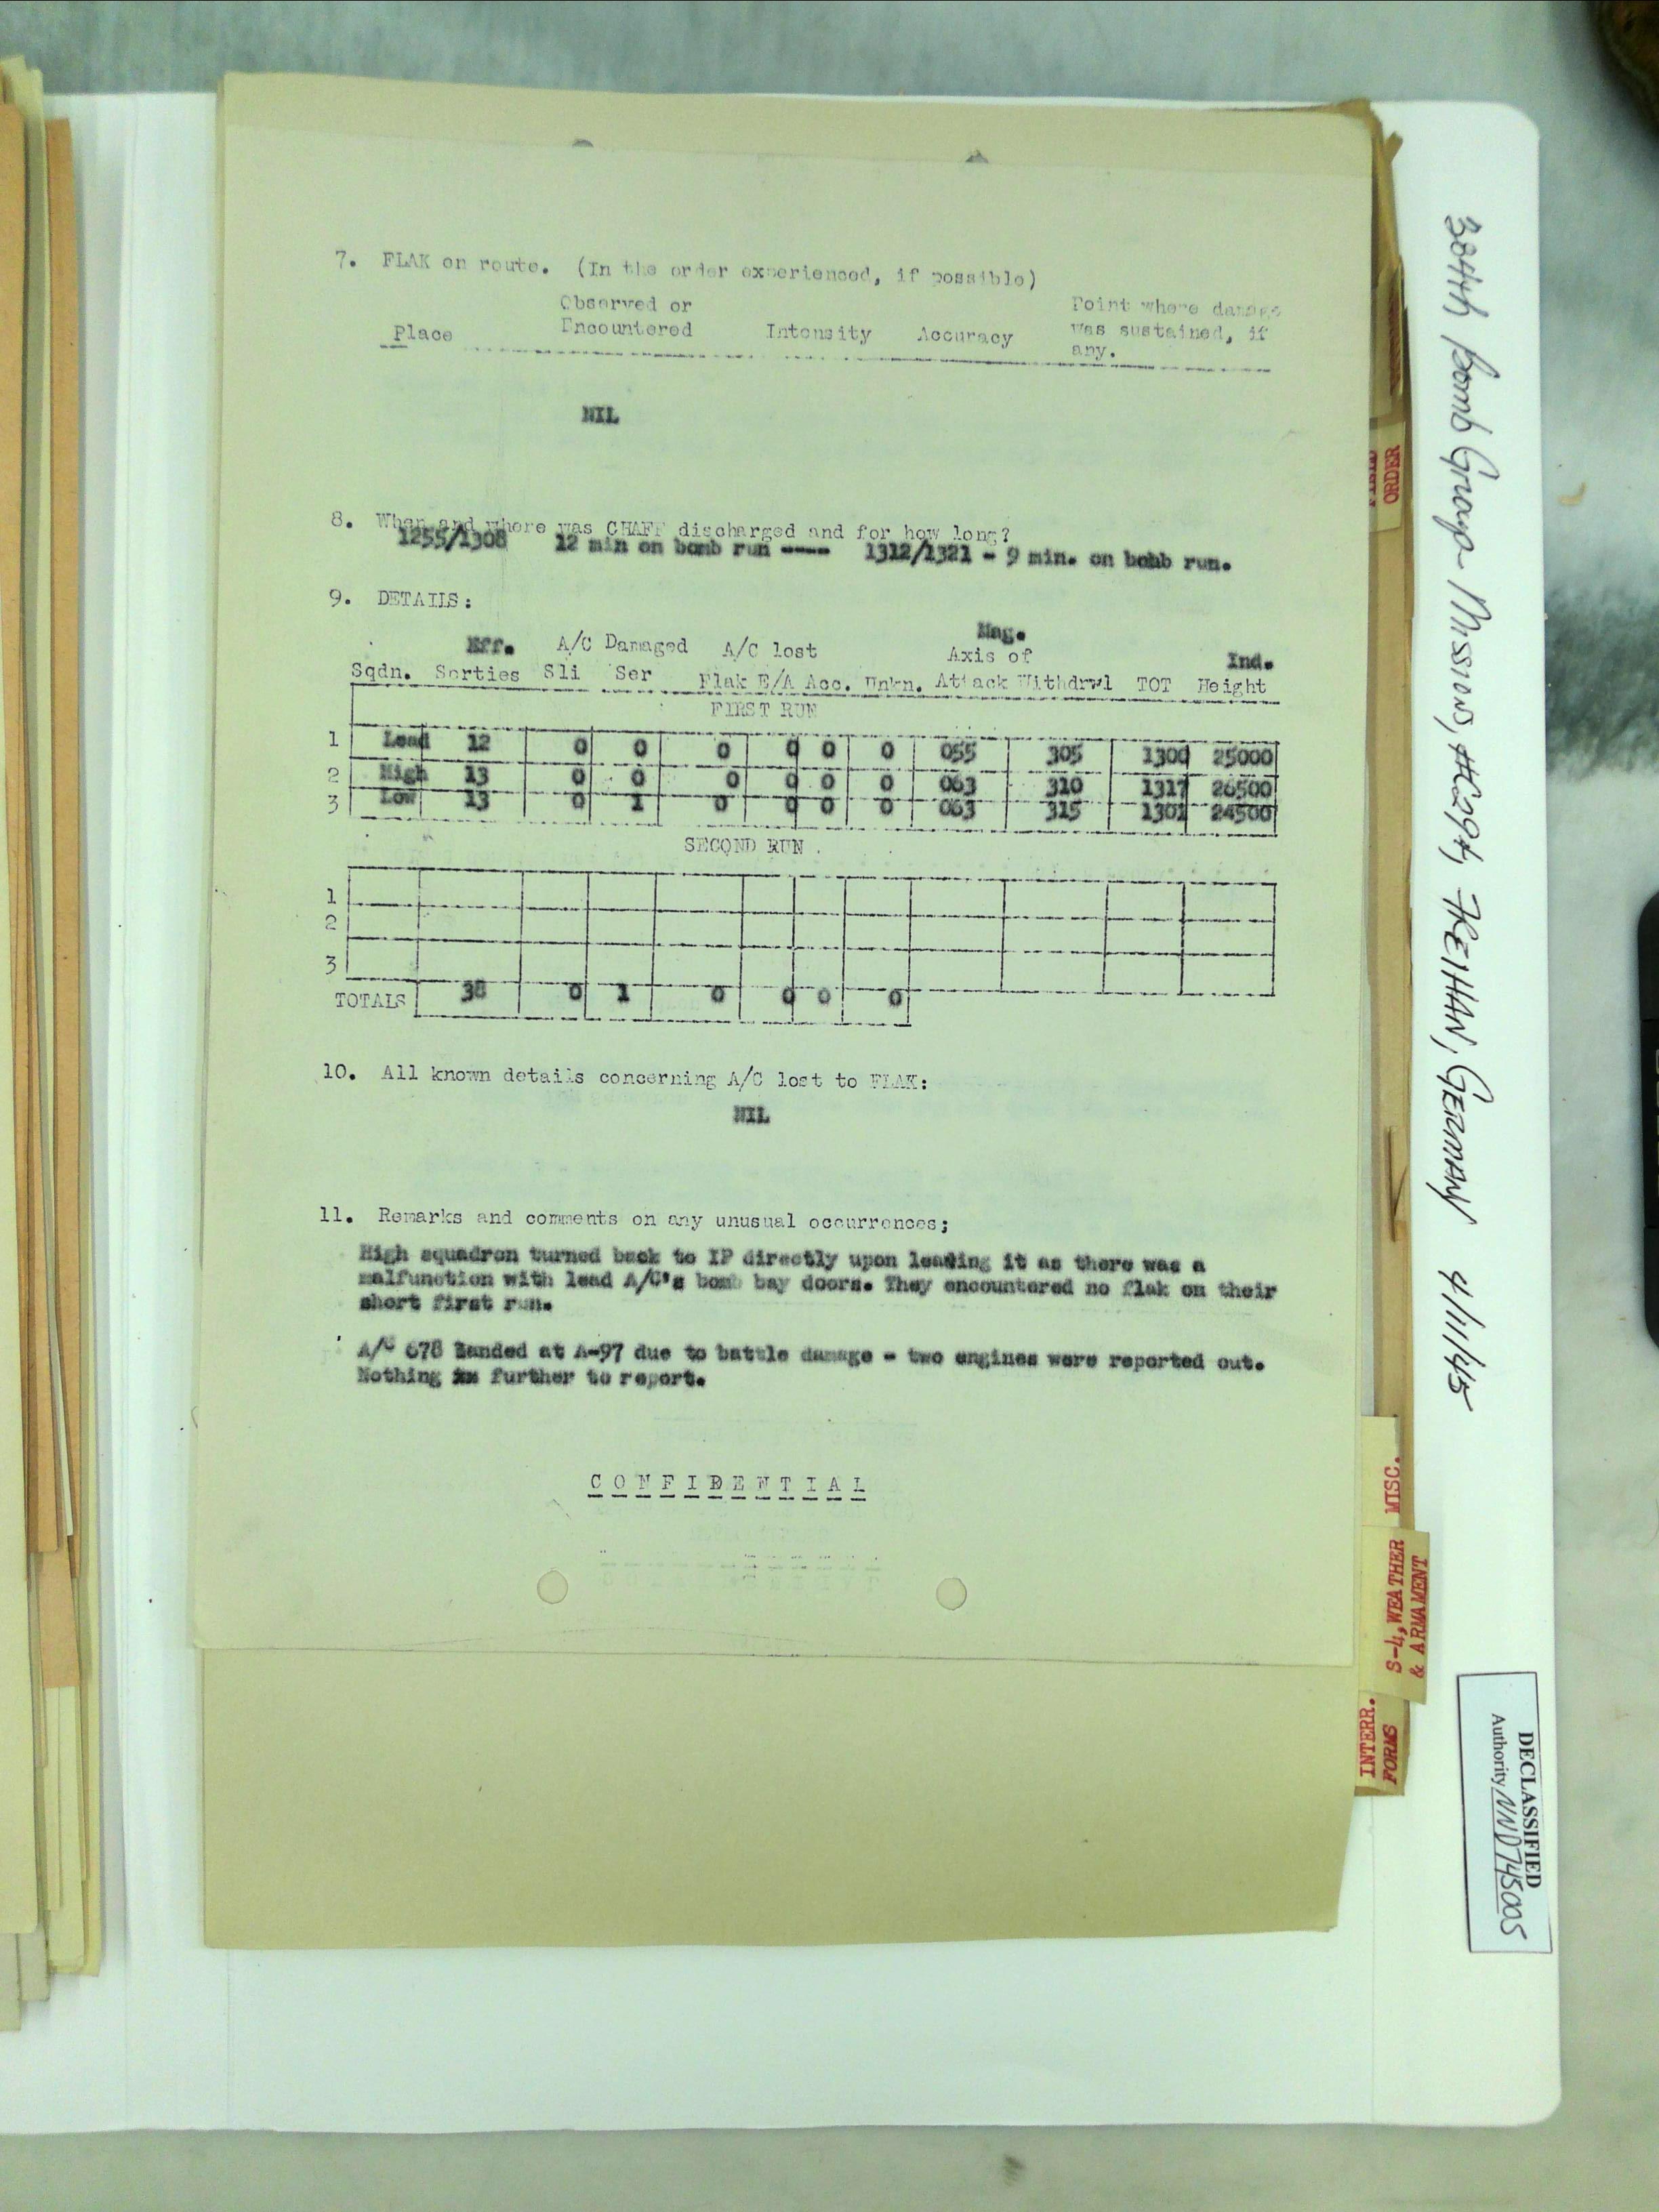 7. FLAK on route. (In the order experienced, if possible)
Place Observed or Encountered Intensity Accuracy Point where damage was sustained, if any.
NIL
8. When and where was CHAFF discharged and for how long?
1255/1308 12 min on bomb run ---- 1312/1321 - 9 min. on bomb run.
9. DETAILS:
Eff. A/C Damaged A/C lost Mag. Axis of Ind.
Sqdn. Sorties Sli Ser Flak E/A Acc. Unkn. Attack Withdrwl TOT Height
FIRST RUN
1 Lead 12 0 0 0 0 0 0 055 305 1300 25000
2 High 13 0 0 0 0 0 0 063 310 1317 26500
3 Low 13 0 1 0 0 0 0 063 315 1301 24500
SECOND RUN
1
2
3
TOTALS 38 0 1 0 0 0 0
10. All known details concerning A/C lost to FLAK:
NIL
11. Remarks and comments on any unusual occurrences;
High squadron turned back to IP directly upon leaving it as there was a
malfunction with lead A/C's bomb bay doors. They encountered no flak on their
short first run.
A/C 678 landed at A-97 due to battle damage - two engines were reported out.
Nothing further to report.
CONFIDENTIAL
ORDER
MISC.
S-4, WEATHER
& ARMAMENT
INTERR.
FORMS
384th Bomb Group Mission, #294, FREIHAN, GERMANY 4/11/45
DECLASSIFIED
Authority NND745005